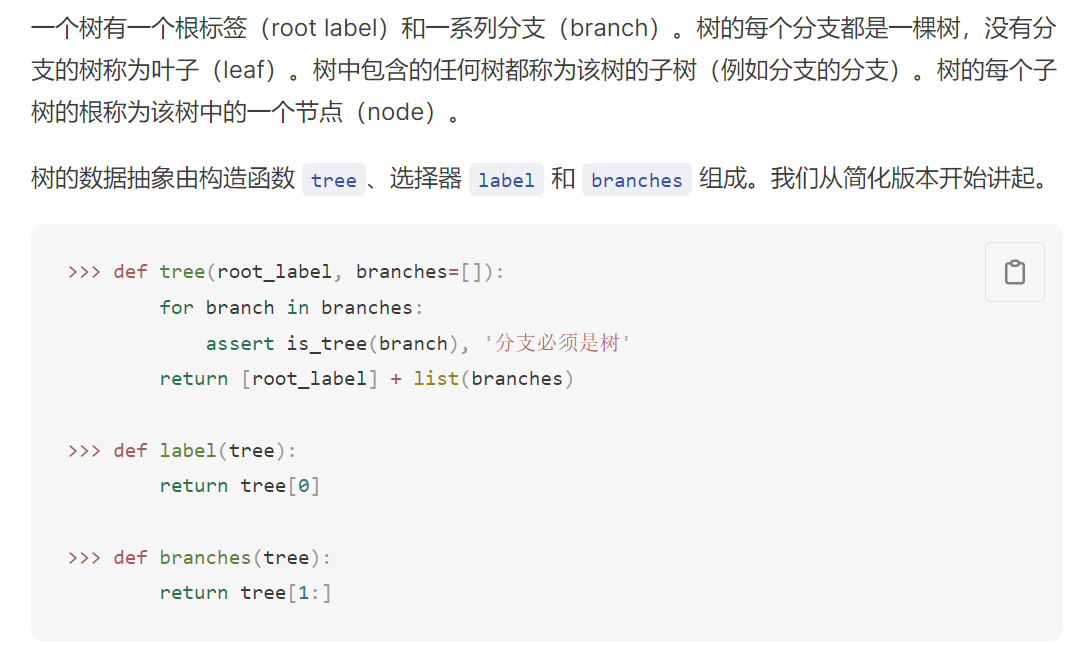 一个树有一个根标签（root label）和一系列分支（branch）。树的每个分支都是一棵树，没有分
支的树称为叶子（leaf）。树中包含的任何树都称为该树的子树（例如分支的分支）。树的每个子
树的根称为该树中的一个节点（node）。
树的数据抽象由构造函数 tree、选择器 label 和 branches 组成。我们从简化版本开始讲起。
>>> def tree(root_label, branches=[]):
        for branch in branches:
            assert is_tree(branch), '分支必须是树'
        return [root_label] + list(branches)
>>> def label(tree):
        return tree[0]
>>> def branches(tree):
        return tree[1:]